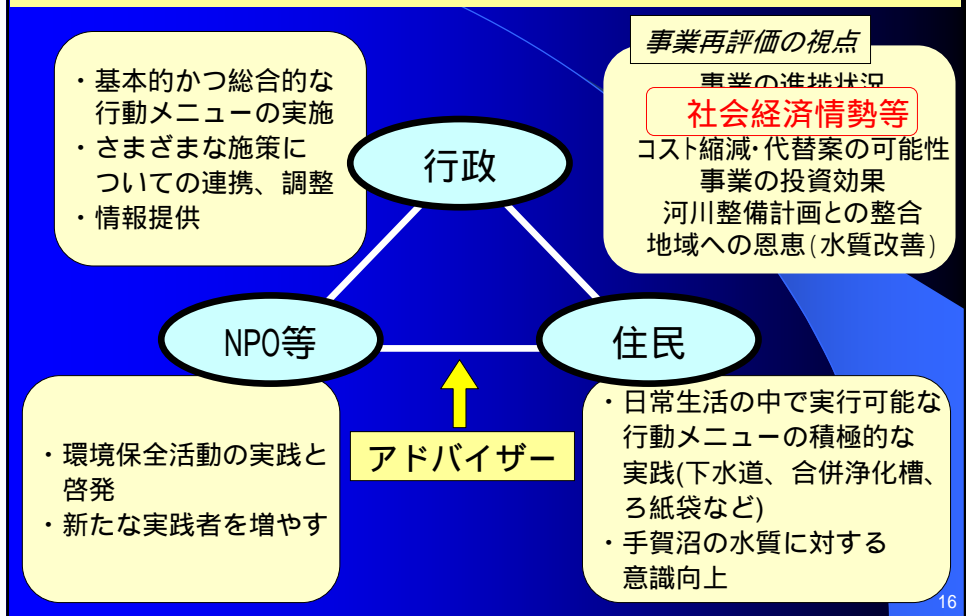 ・基本的かつ総合的な
行動メニューの実施
・さまざまな施策に
ついての連携、調整
・情報提供
行政
事業再評価の視点
事業の進捗状況
社会経済情勢等
コスト縮減・代替案の可能性
事業の投資効果
河川整備計画との整合
地域への恩恵(水質改善)
NPO等
住民
アドバイザー
・環境保全活動の実践と
啓発
・新たな実践者を増やす
・日常生活の中で実行可能な
行動メニューの積極的な
実践(下水道、合併浄化槽、
ろ紙袋など)
・手賀沼の水質に対する
意識向上
16